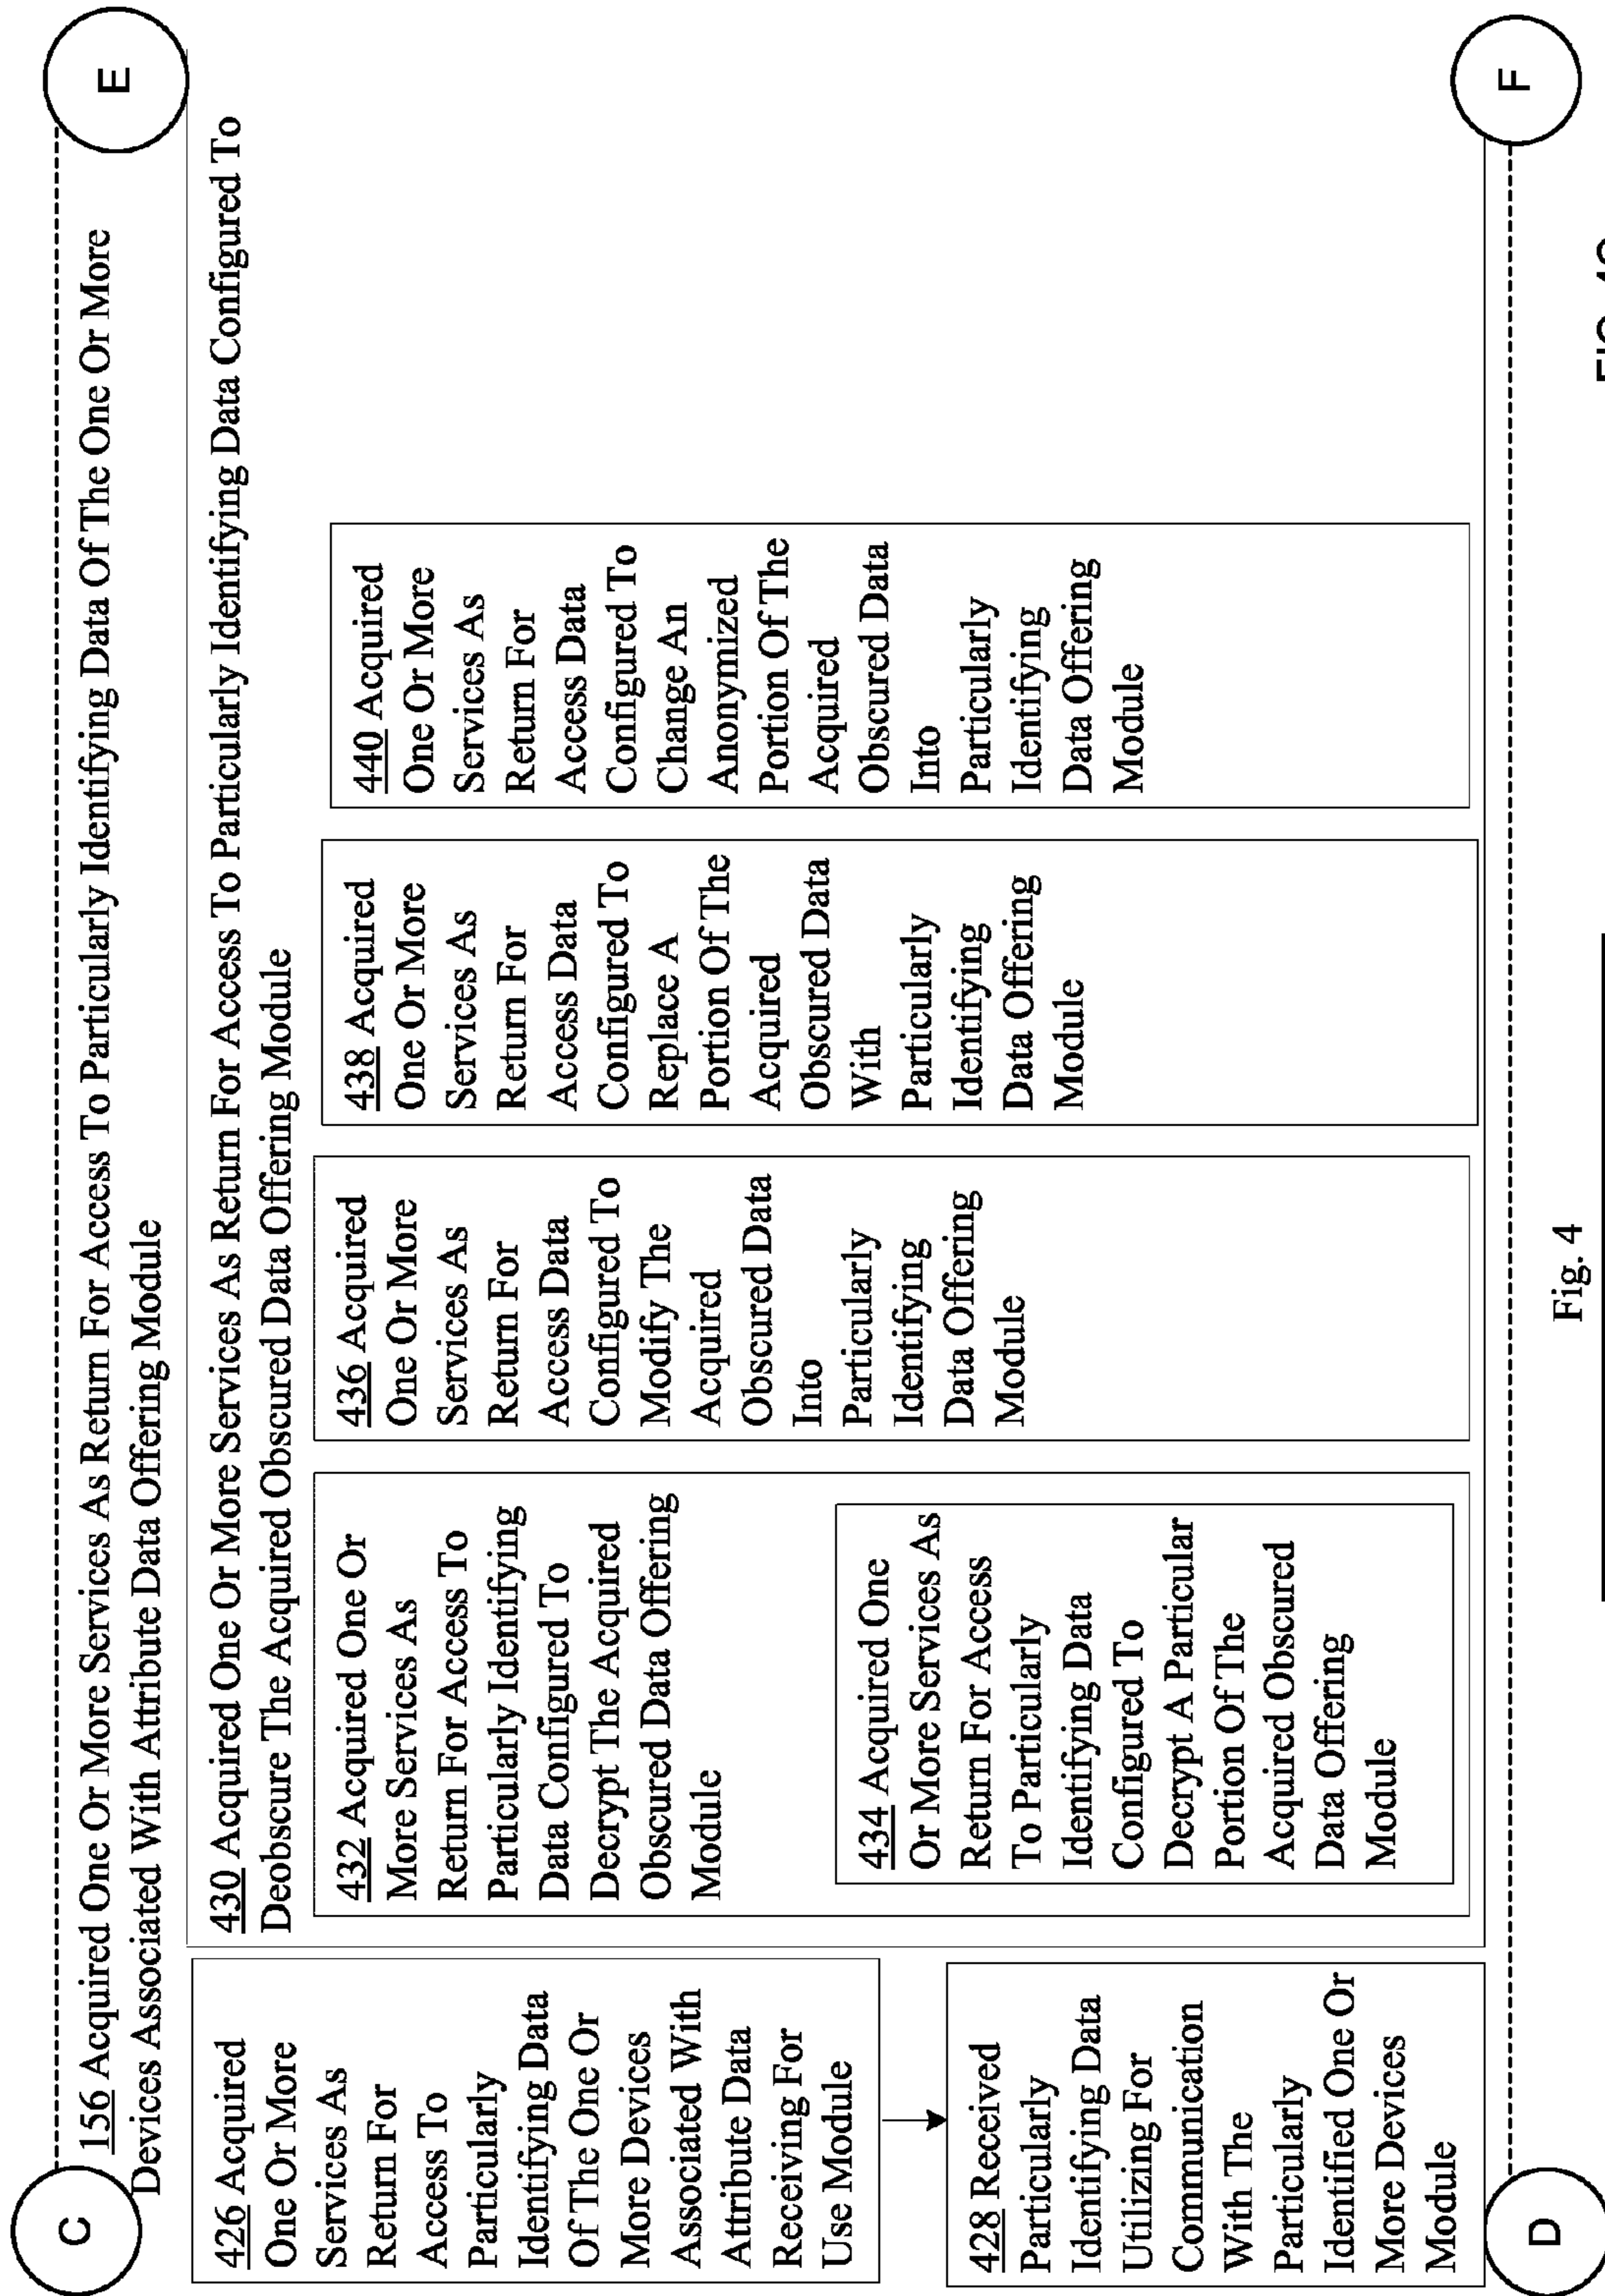 C
E
156 Acquired One Or More Services As Return For Access To Particularly Identifying Data Of The One Or More
Devices Associated With Attribute Data Offering Module
426 Acquired
One Or More
Services As
Return For
Access To
Particularly
Identifying Data
Of The One Or
More Devices
Associated With
Attribute Data
Receiving For
Use Module
428 Received
Particularly
Identifying Data
Utilizing For
Communication
With The
Particularly
Identified One Or
More Devices
Module
430 Acquired One Or More Services As Return For Access To Particularly Identifying Data Configured To
Deobscure The Acquired Obscured Data Offering Module
432 Acquired One Or
More Services As
Return For Access To
Particularly Identifying
Data Configured To
Decrypt The Acquired
Obscured Data Offering
Module
434 Acquired One
Or More Services As
Return For Access
To Particularly
Identifying Data
Configured To
Decrypt A Particular
Portion Of The
Acquired Obscured
Data Offering
Module
436 Acquired
One Or More
Services As
Return For
Access Data
Configured To
Modify The
Acquired
Obscured Data
Into
Particularly
Identifying
Data Offering
Module
438 Acquired
One Or More
Services As
Return For
Access Data
Configured To
Replace A
Portion Of The
Acquired
Obscured Data
With
Particularly
Identifying
Data Offering
Module
440 Acquired
One Or More
Services As
Return For
Access Data
Configured To
Change An
Anonymized
Portion Of The
Acquired
Obscured Data
Into
Particularly
Identifying
Data Offering
Module
D
F
Fig. 4